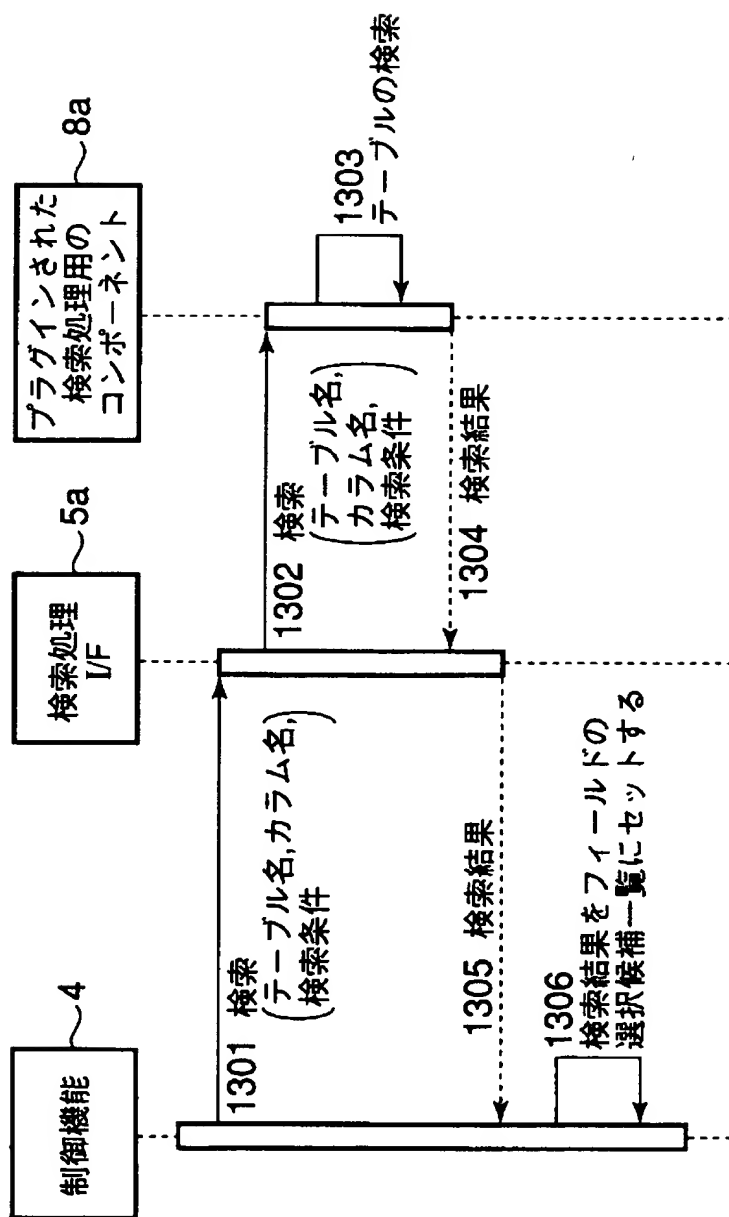 制御機能
4
検索処理
I/F
5a
プラグインされた
検索処理用の
コンポーネント
8a
1301 検索
(テーブル名,カラム名,
検索条件)
1302 検索
(テーブル名,
カラム名,
検索条件)
1303
テーブルの検索
1304 検索結果
1305 検索結果
1306
検索結果をフィールドの
選択候補一覧にセットする